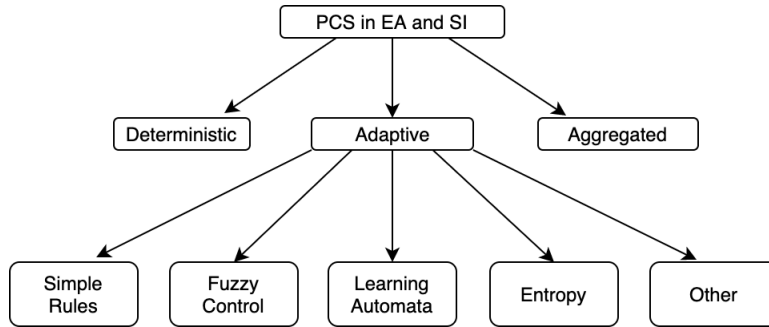 PCS in EA and SI
Deterministic
Adaptive
Aggregated
Simple
Rules
Fuzzy
Control
Learning
Automata
Entropy
Other